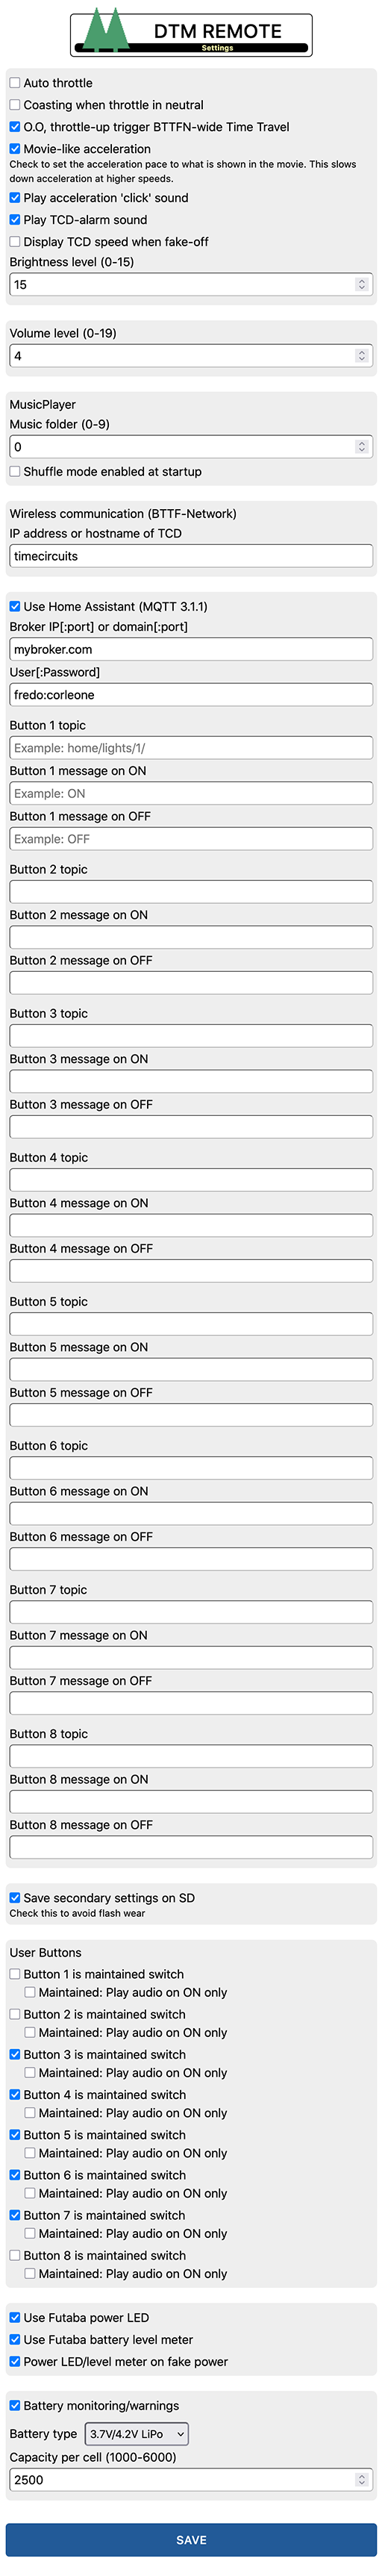 DTM REMOTE
Settings
Auto throttle
Coasting when throttle in neutral
O.O, throttle-up trigger BTTFN-wide Time Travel
Movie-like acceleration
Check to set the acceleration pace to what is shown in the movie. This slows
down acceleration at higher speeds.
Play acceleration 'click' sound
Play TCD-alarm sound
Display TCD speed when fake-off
Brightness level (0-15)
15
Volume level (0-19)
4
MusicPlayer
Music folder (0-9)
0
Shuffle mode enabled at startup
Wireless communication (BTTF-Network)
IP address or hostname of TCD
timecircuits
Use Home Assistant (MQTT 3.1.1)
Broker IP[:port] or domain[:port]
mybroker.com
User[:Password]
fredo:corleone
Button 1 topic
Example: home/lights/1/
Button 1 message on ON
Example: ON
Button 1 message on OFF
Example: OFF
Button 2 topic
Button 2 message on ON
Button 2 message on OFF
Button 3 topic
Button 3 message on ON
Button 3 message on OFF
Button 4 topic
Button 4 message on ON
Button 4 message on OFF
Button 5 topic
Button 5 message on ON
Button 5 message on OFF
Button 6 topic
Button 6 message on ON
Button 6 message on OFF
Button 7 topic
Button 7 message on ON
Button 7 message on OFF
Button 8 topic
Button 8 message on ON
Button 8 message on OFF
Save secondary settings on SD
Check this to avoid flash wear
User Buttons
Button 1 is maintained switch
Maintained: Play audio on ON only
Button 2 is maintained switch
Maintained: Play audio on ON only
Button 3 is maintained switch
Maintained: Play audio on ON only
Button 4 is maintained switch
Maintained: Play audio on ON only
Button 5 is maintained switch
Maintained: Play audio on ON only
Button 6 is maintained switch
Maintained: Play audio on ON only
Button 7 is maintained switch
Maintained: Play audio on ON only
Button 8 is maintained switch
Maintained: Play audio on ON only
Use Futaba power LED
Use Futaba battery level meter
Power LED/level meter on fake power
Battery monitoring/warnings
Battery type 3.7V/4.2V LiPo
Capacity per cell (1000-6000)
2500
SAVE